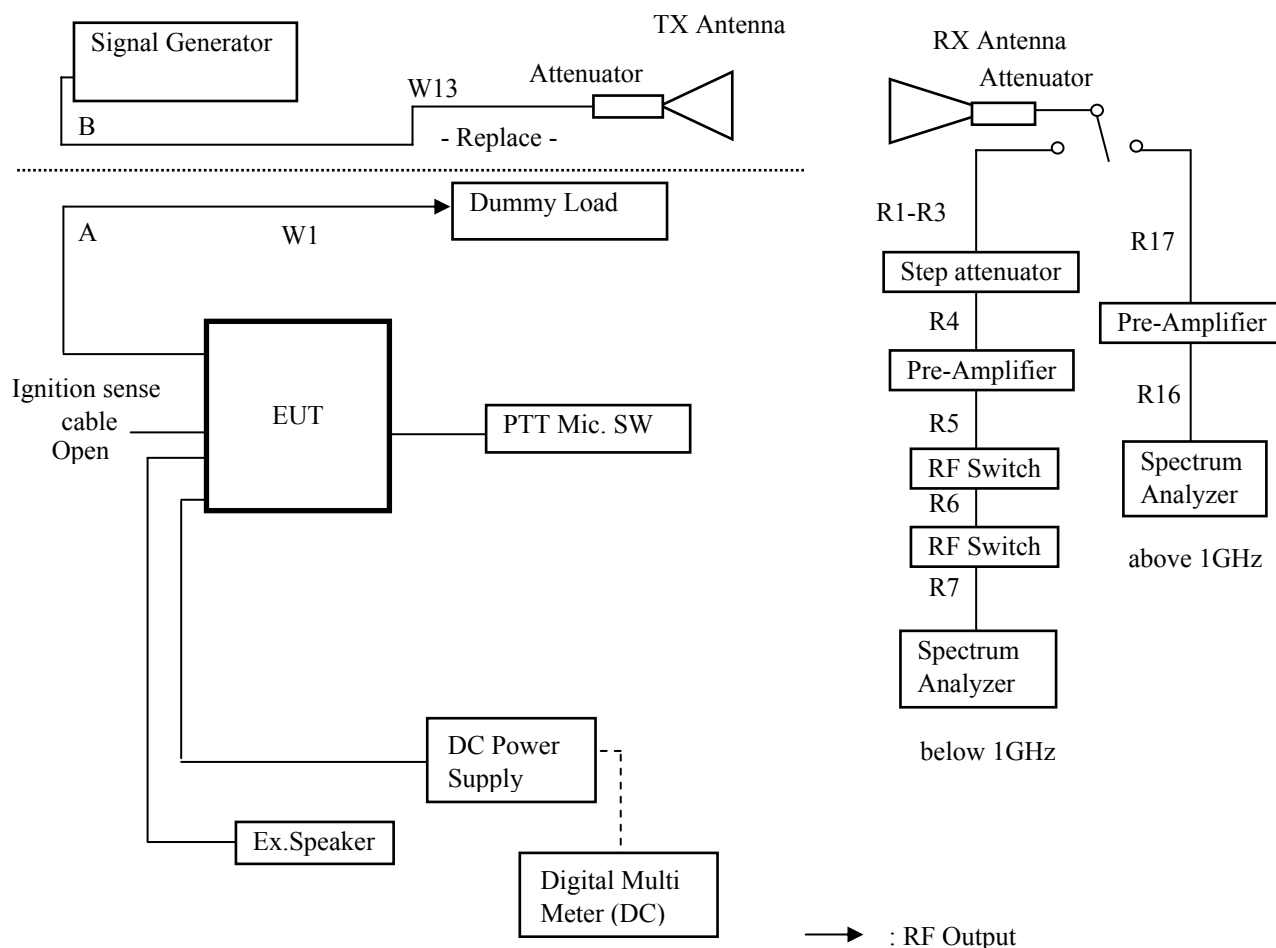 TX Antenna
Signal Generator
RX Antenna
Attenuator
Attenuator
W13
B
- Replace -
Dummy Load
A
W1
R1-R3
R17
Step attenuator
R4
Pre-Amplifier
Pre-Amplifier
Ignition sense
cable
Open
EUT
PTT Mic. SW
R16
R5
RF Switch
Spectrum
Analyzer
R6
RF Switch
above 1GHz
R7
Spectrum
Analyzer
below 1GHz
DC Power
Supply
Ex.Speaker
Digital Multi
Meter (DC)
: RF Output